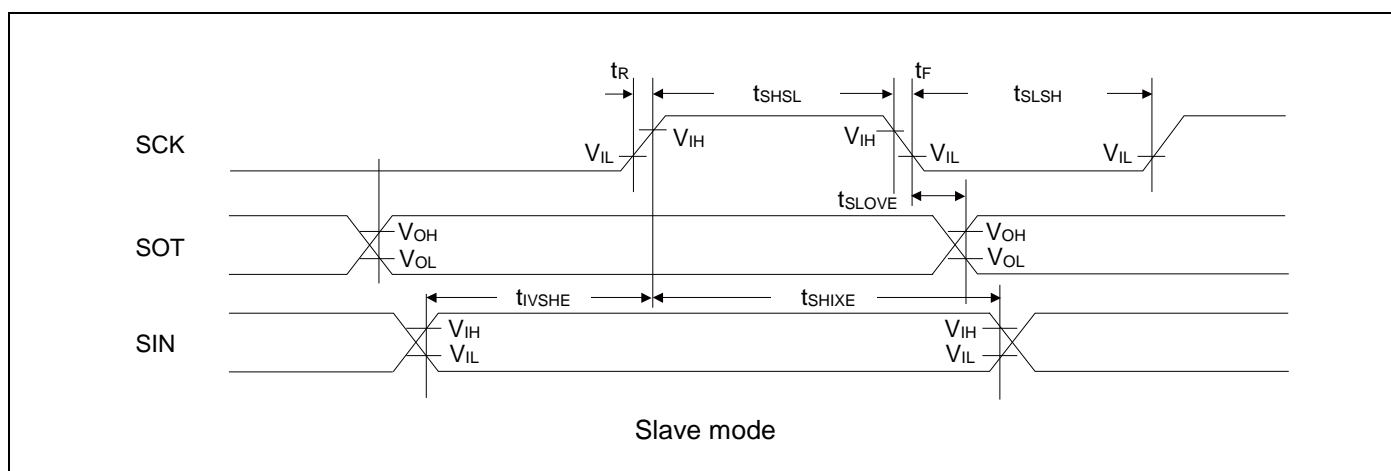 tR
tSHSL
tF
tSLSH
SCK
VIH
VIH
VIL
VIL
VIL
tSLOVE
SOT
VOH
VOL
VOH
VOL
tIVSHE
tSHIXE
SIN
VIH
VIL
VIH
VIL
Slave mode